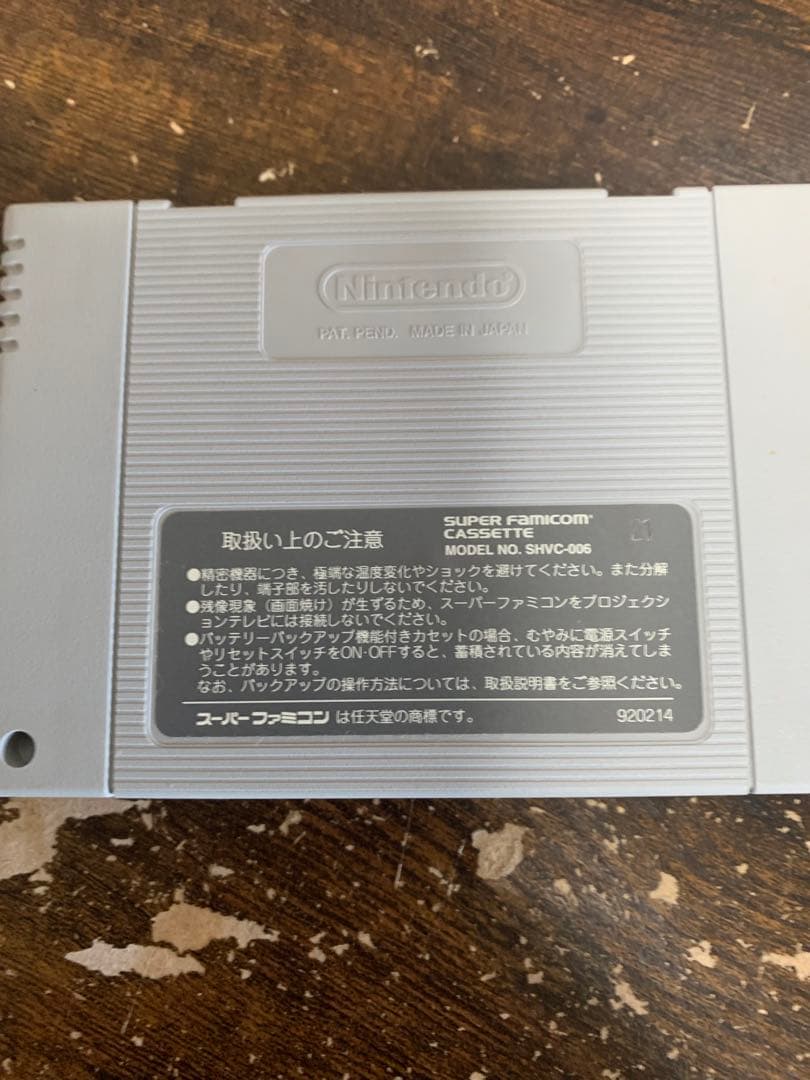 Nintendo
PAT. PEND. MADE IN JAPAN
取扱い上のご注意
SUPER FAMICOM
CASSETTE
MODEL NO. SHVC-006
21
●精密機器につき、極端な温度変化やショックを避けてください。また分解
したり、端子部を汚したりしないでください。
●残像現象（画面焼け）が生ずるため、スーパーファミコンをプロジェクシ
ョンテレビには接続しないでください。
●バッテリーバックアップ機能付きカセットの場合、むやみに電源スイッチ
やリセットスイッチをON・OFFすると、蓄積されている内容が消えてしま
うことがあります。
なお、バックアップの操作方法については、取扱説明書をご参照ください。
スーパーファミコン は任天堂の商標です。
920214